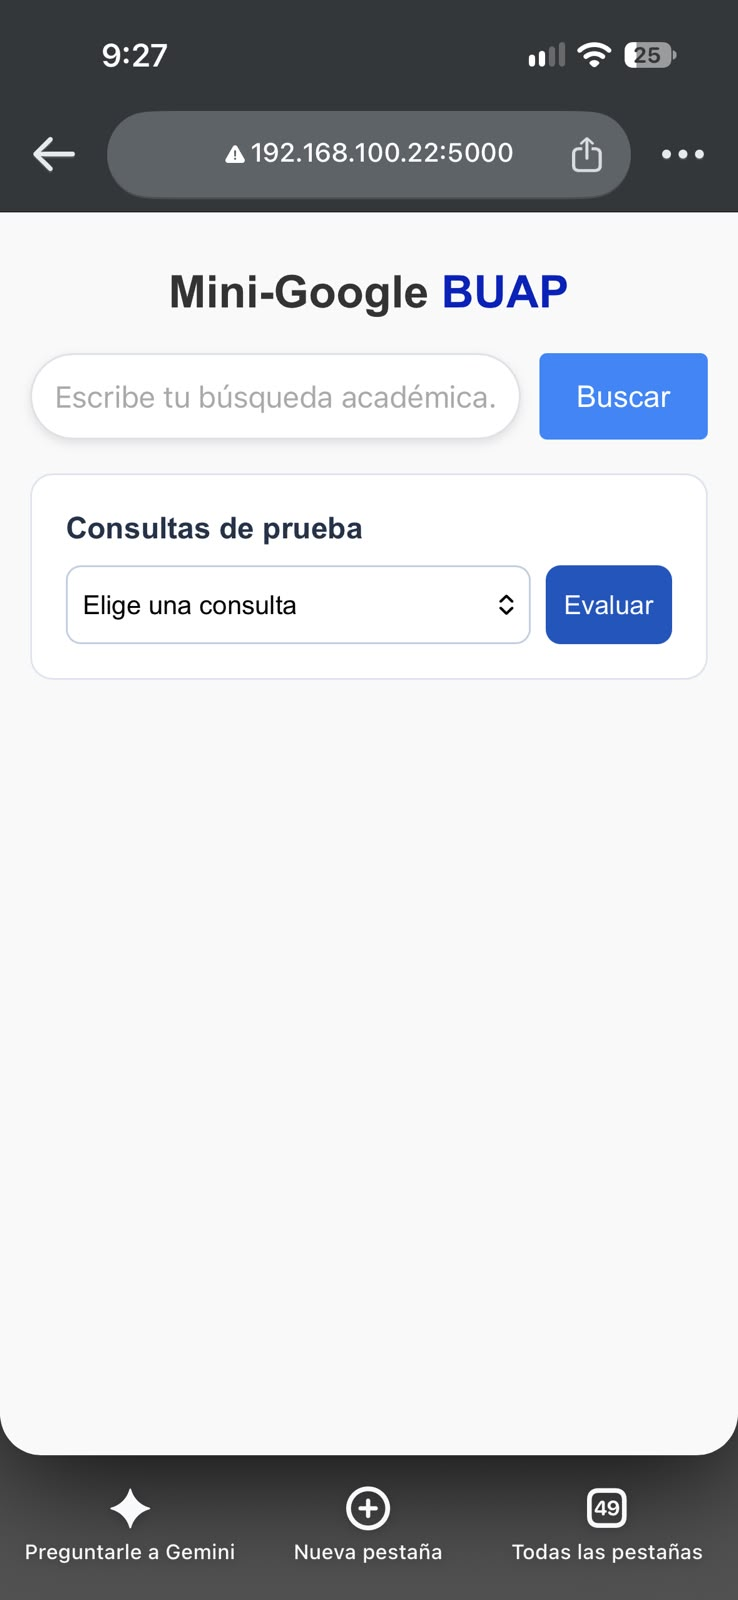 9:27
25
192.168.100.22:5000
Mini-Google BUAP
Escribe tu búsqueda académica.
Buscar
Consultas de prueba
Elige una consulta
Evaluar
49
Preguntarle a Gemini
Nueva pestaña
Todas las pestañas